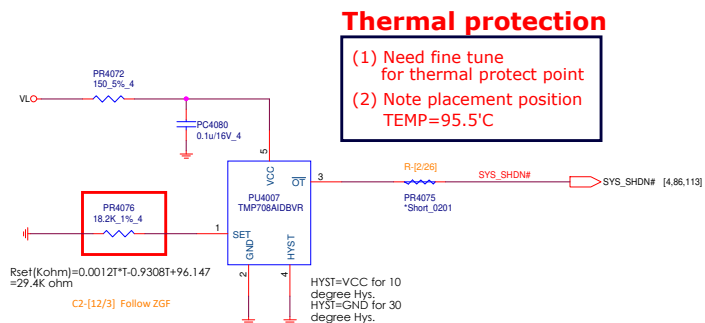 Thermal protection
(1) Need fine tune
for thermal protect point
(2) Note placement position
TEMP=95.5'C
PR4072
150_5%_4
VL
PC4080
0.1u/16V_4
5
VCC
PU4007
TMP708AIDBVR
OT
3
R-[2/26]
SYS_SHDN#
PR4075
*Short_0201
SYS_SHDN# [4,86,113]
PR4076
18.2K_1%_4
1
SET
GND
HYST
2
4
Rset(Kohm)=0.0012T*T-0.9308T+96.147
=29.4K ohm
C2-[12/3] Follow ZGF
HYST=VCC for 10
degree Hys.
HYST=GND for 30
degree Hys.